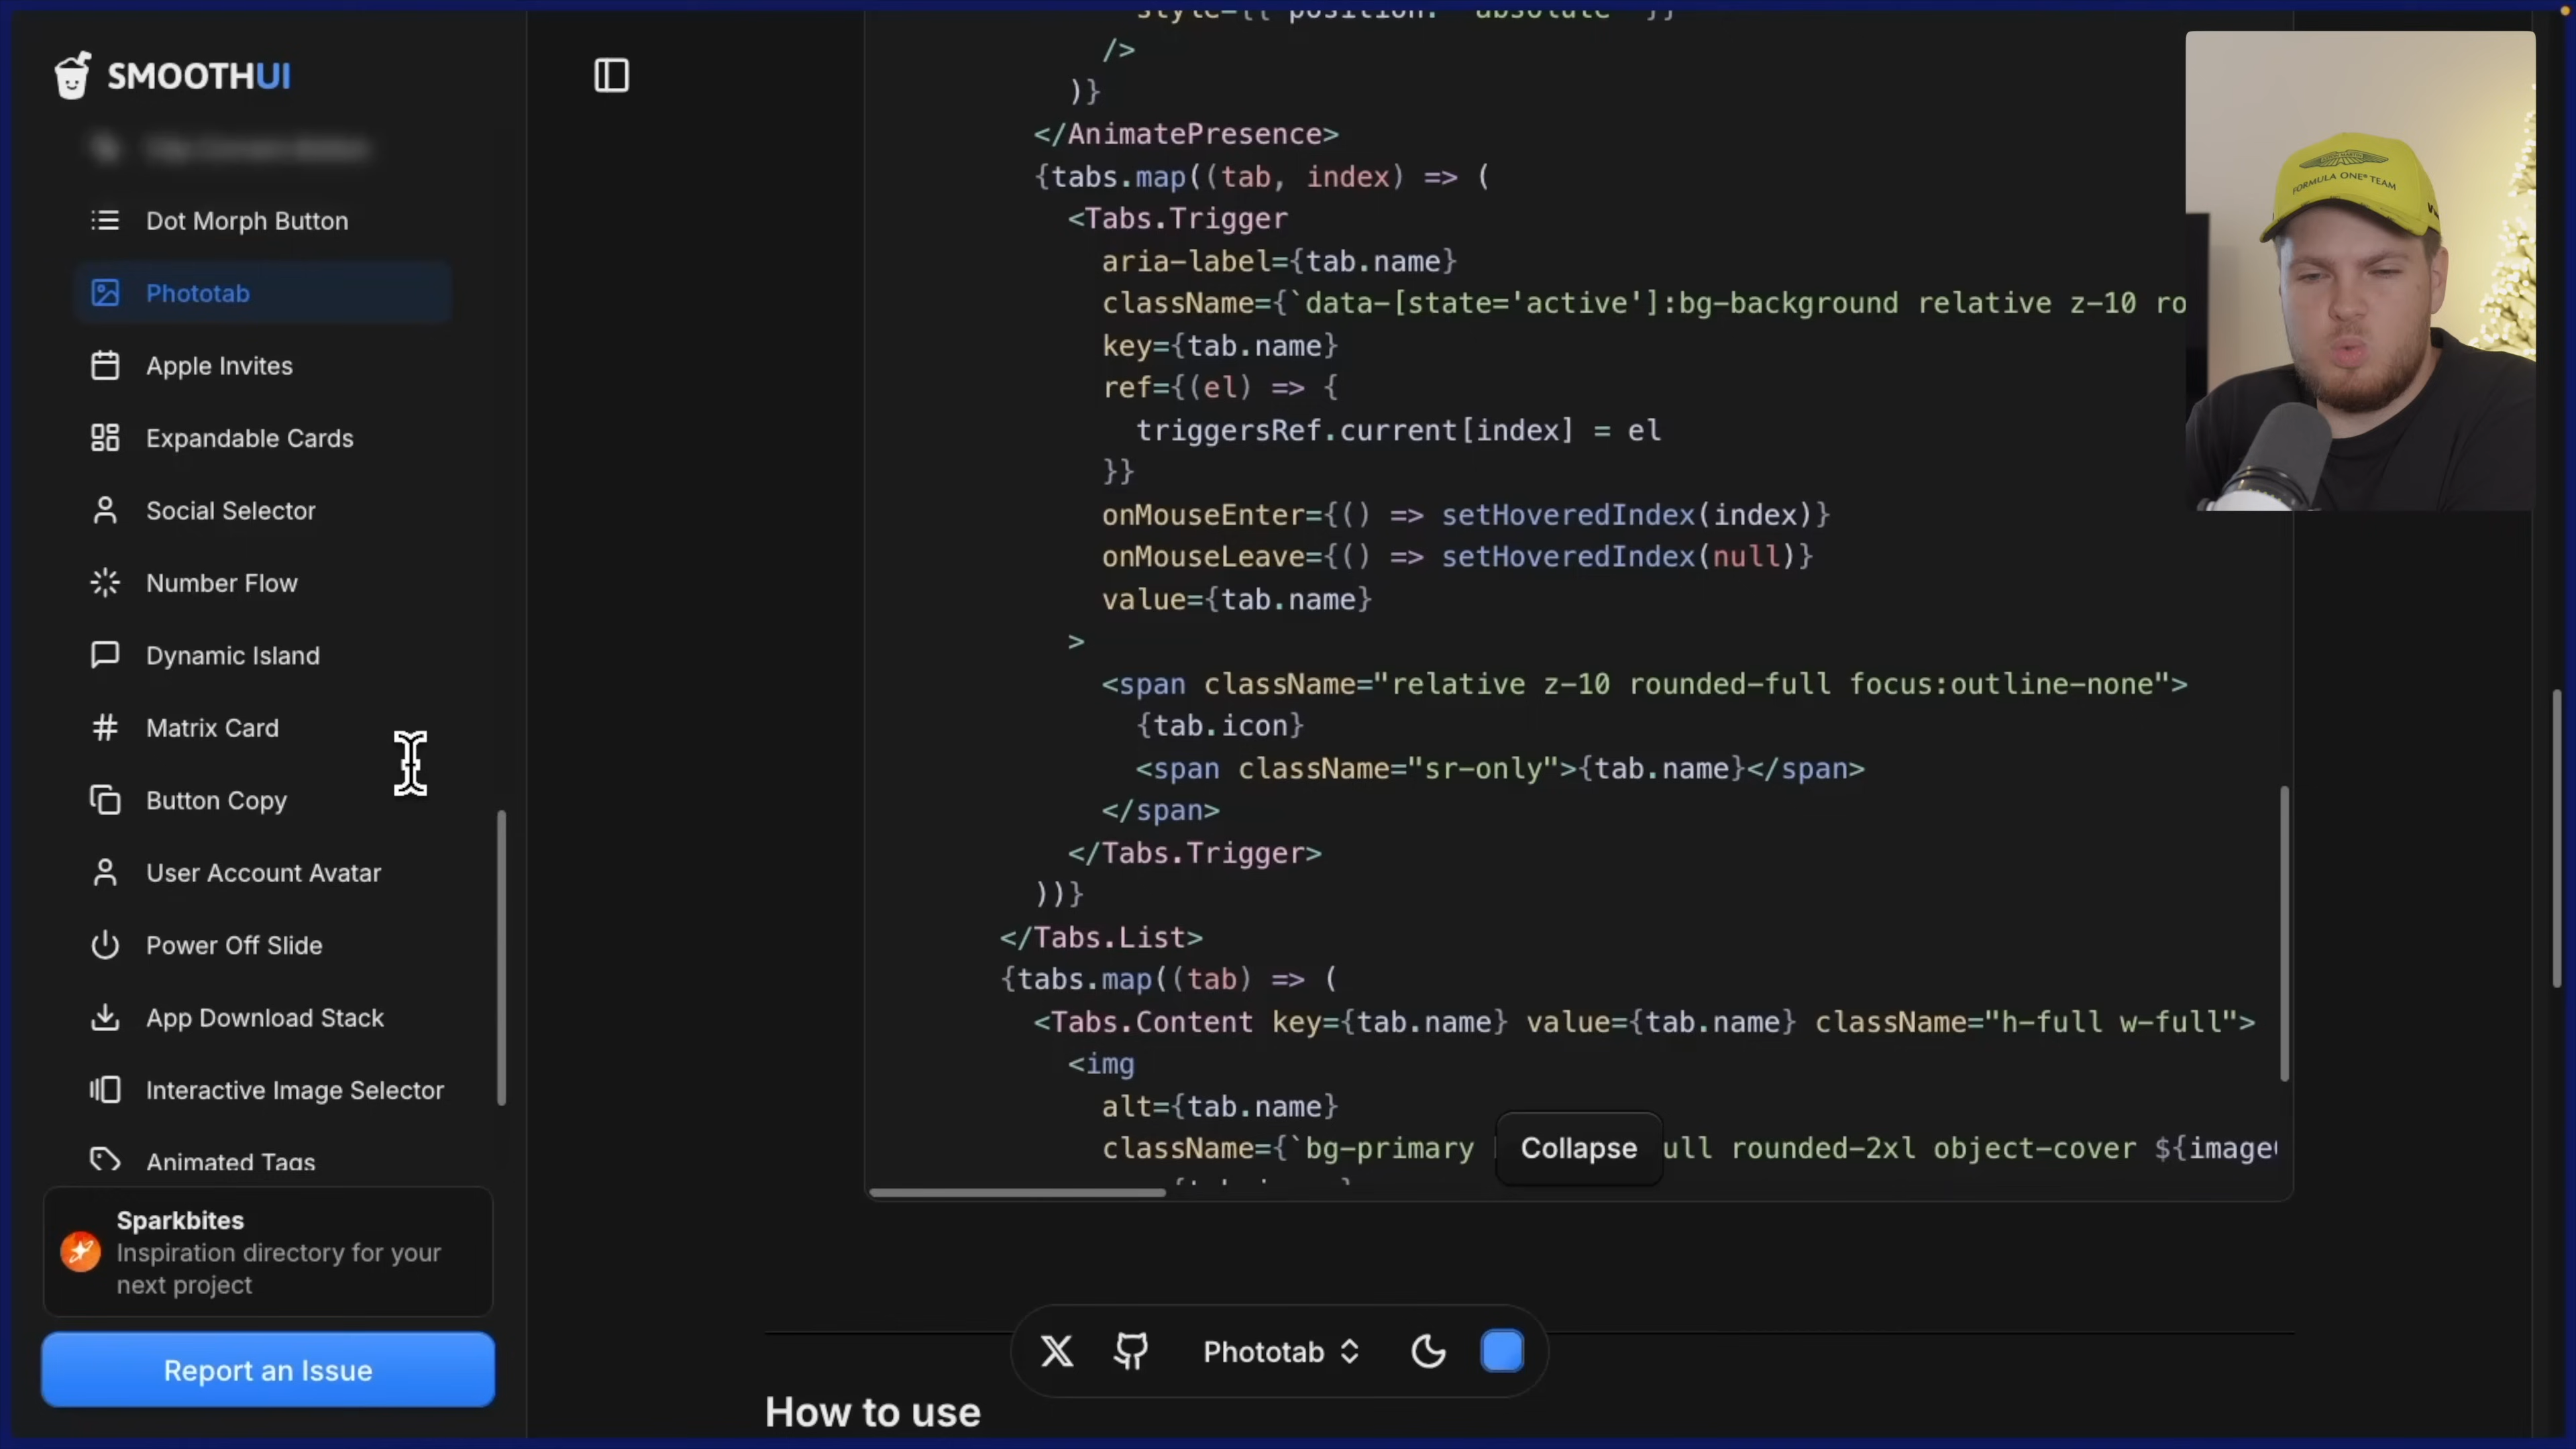 SMOOTHUI
Dot Morph Button
Phototab
Apple Invites
Expandable Cards
Social Selector
Number Flow
Dynamic Island
Matrix Card
Button Copy
User Account Avatar
Power Off Slide
App Download Stack
Interactive Image Selector
Animated Tags
Sparkbites
Inspiration directory for your
next project
Report an Issue
style={{ position: "absolute" }}
/>
)}
</AnimatePresence>
{tabs.map((tab, index) => (
<Tabs.Trigger
aria-label={tab.name}
className={`data-[state='active']:bg-background relative z-10 ro
key={tab.name}
ref={(el) => {
triggersRef.current[index] = el
}}
onMouseEnter={() => setHoveredIndex(index)}
onMouseLeave={() => setHoveredIndex(null)}
value={tab.name}
>
<span className="relative z-10 rounded-full focus:outline-none">
{tab.icon}
<span className="sr-only">{tab.name}</span>
</span>
</Tabs.Trigger>
))}
</Tabs.List>
{tabs.map((tab) => (
<Tabs.Content key={tab.name} value={tab.name} className="h-full w-full">
<img
alt={tab.name}
className={`bg-primary
Collapse
ull rounded-2xl object-cover ${image
Phototab
How to use
FORMULA ONE TEAM